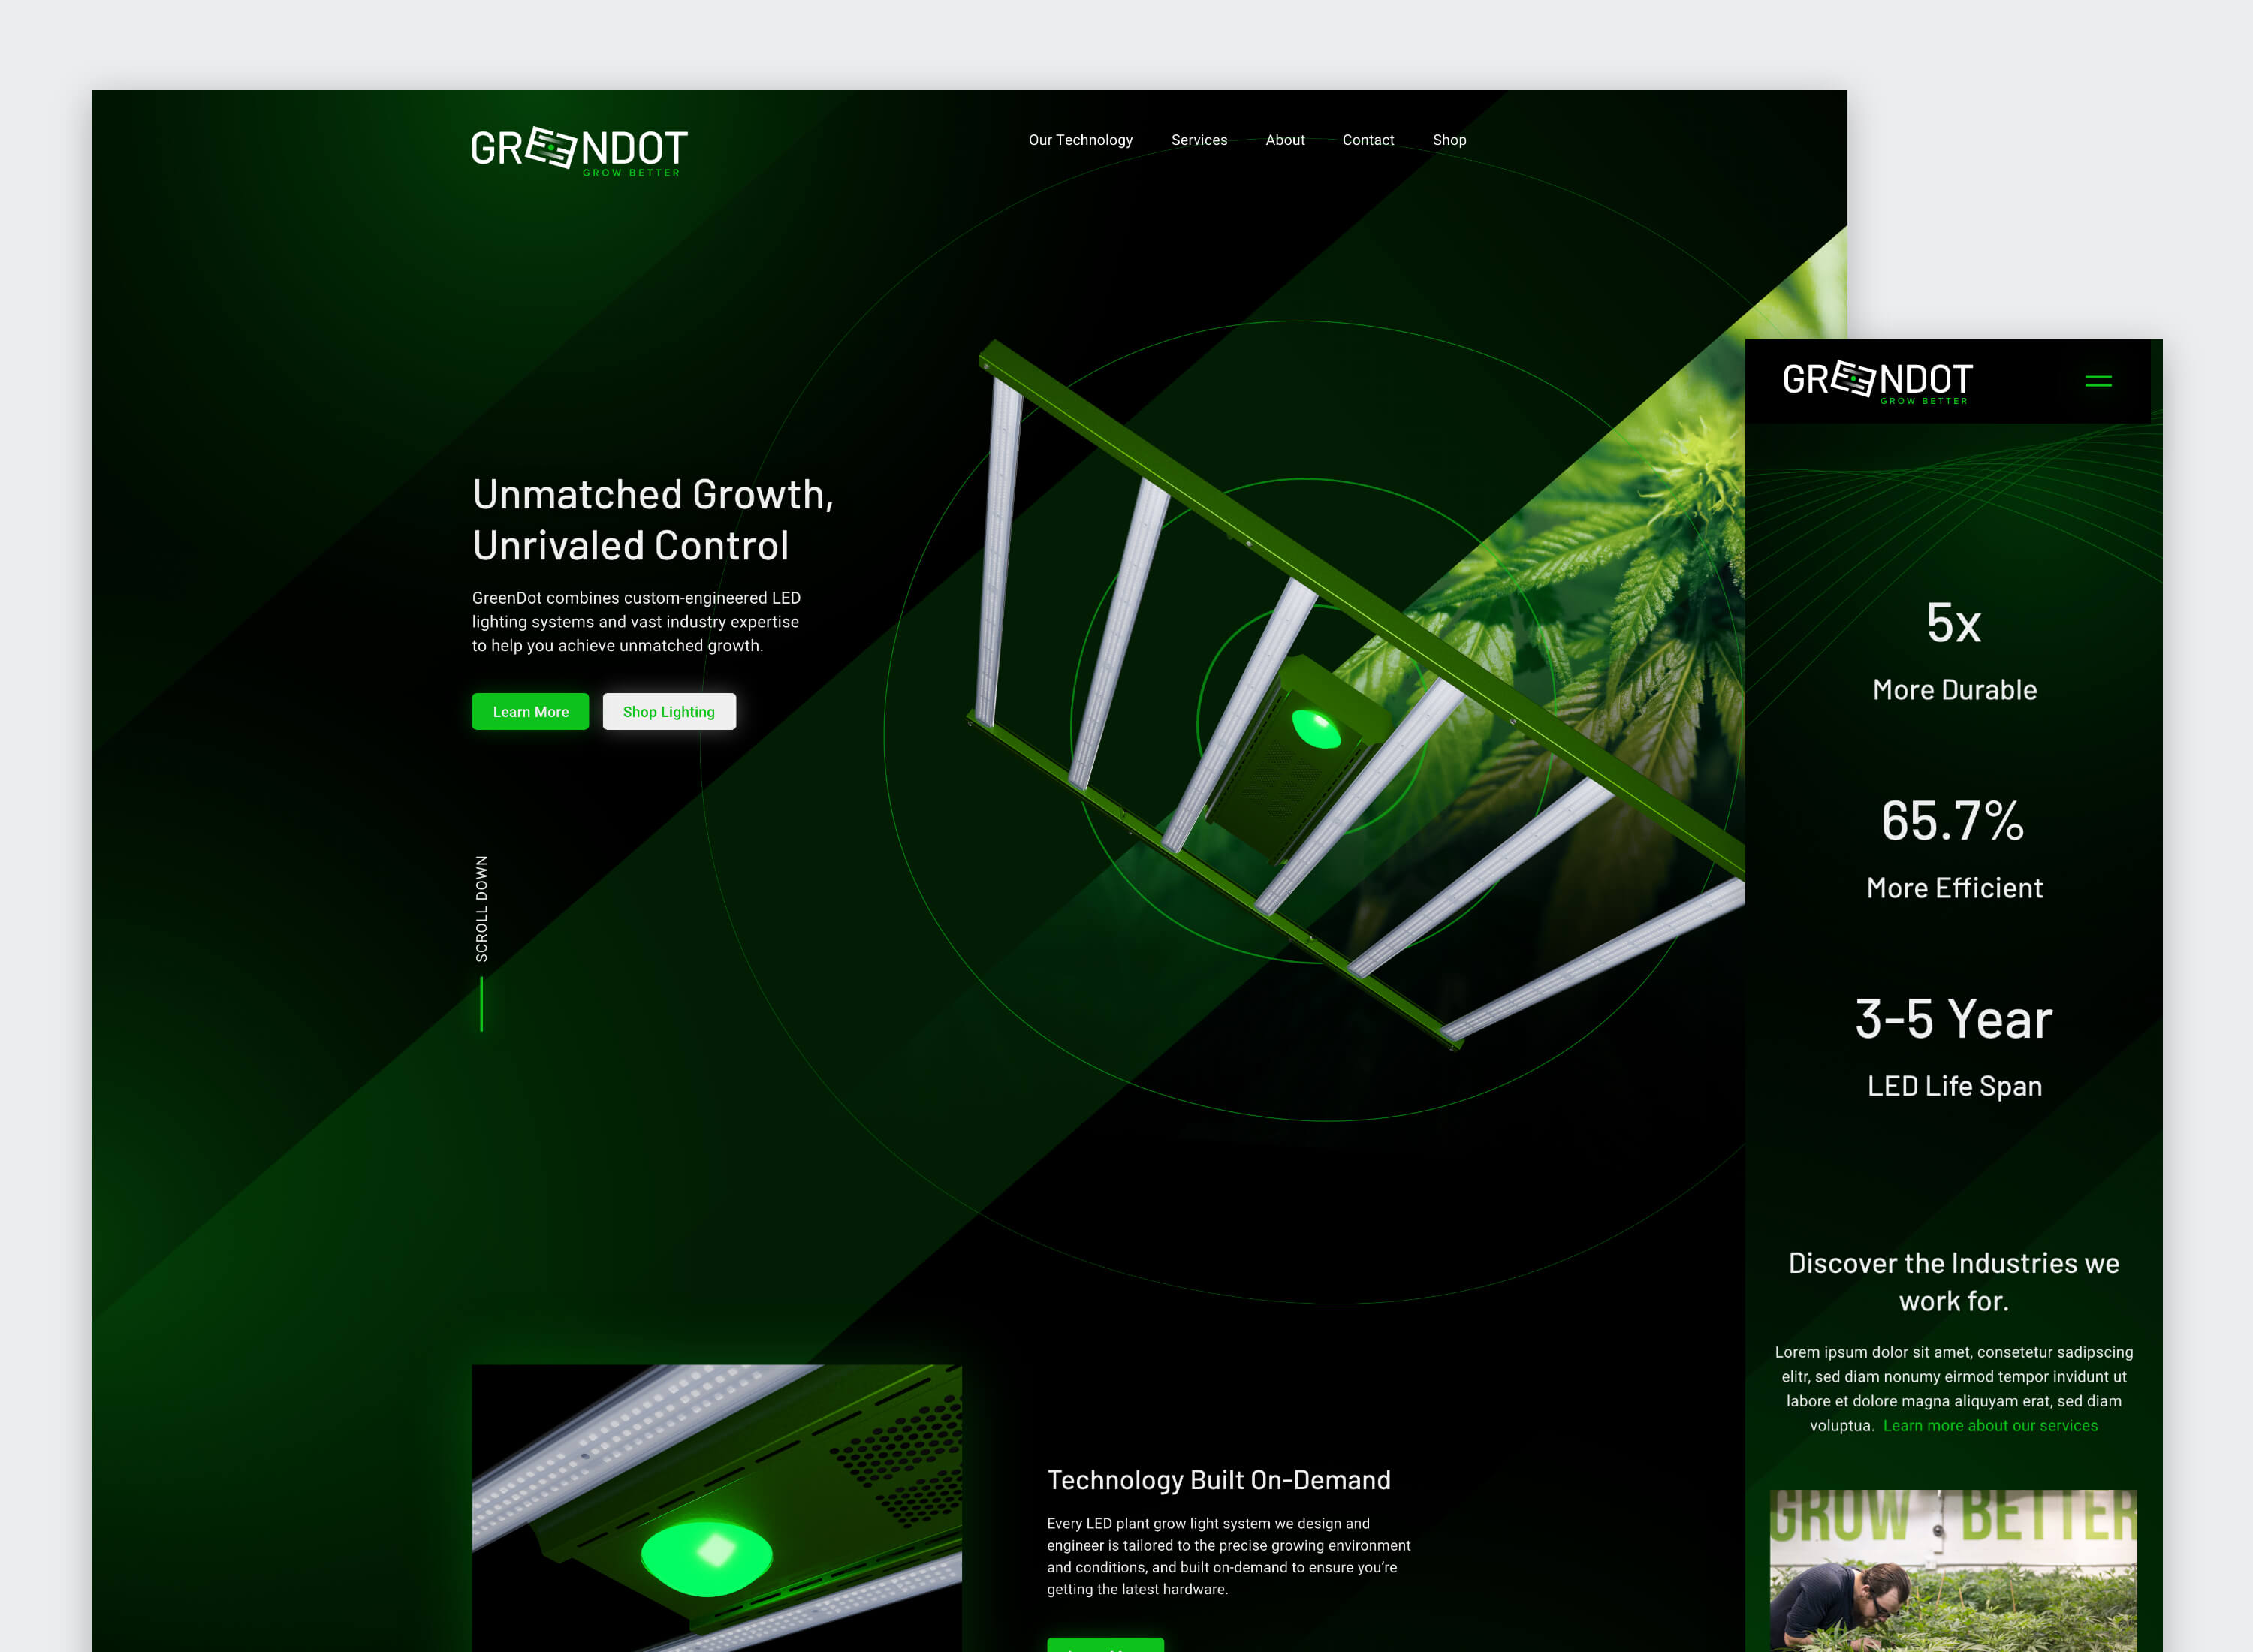 GREENDOT
GROW BETTER
Our Technology Services About Contact Shop
Unmatched Growth,
Unrivaled Control
GreenDot combines custom-engineered LED
lighting systems and vast industry expertise
to help you achieve unmatched growth.
Learn More Shop Lighting
SCROLL DOWN
Technology Built On-Demand
Every LED plant grow light system we design and
engineer is tailored to the precise growing environment
and conditions, and built on-demand to ensure you’re
getting the latest hardware.
GREENDOT
GROW BETTER
5x
More Durable
65.7%
More Efficient
3-5 Year
LED Life Span
Discover the Industries we
work for.
Lorem ipsum dolor sit amet, consetetur sadipscing
elitr, sed diam nonumy eirmod tempor invidunt ut
labore et dolore magna aliquyam erat, sed diam
voluptua. Learn more about our services
GROW BETTER